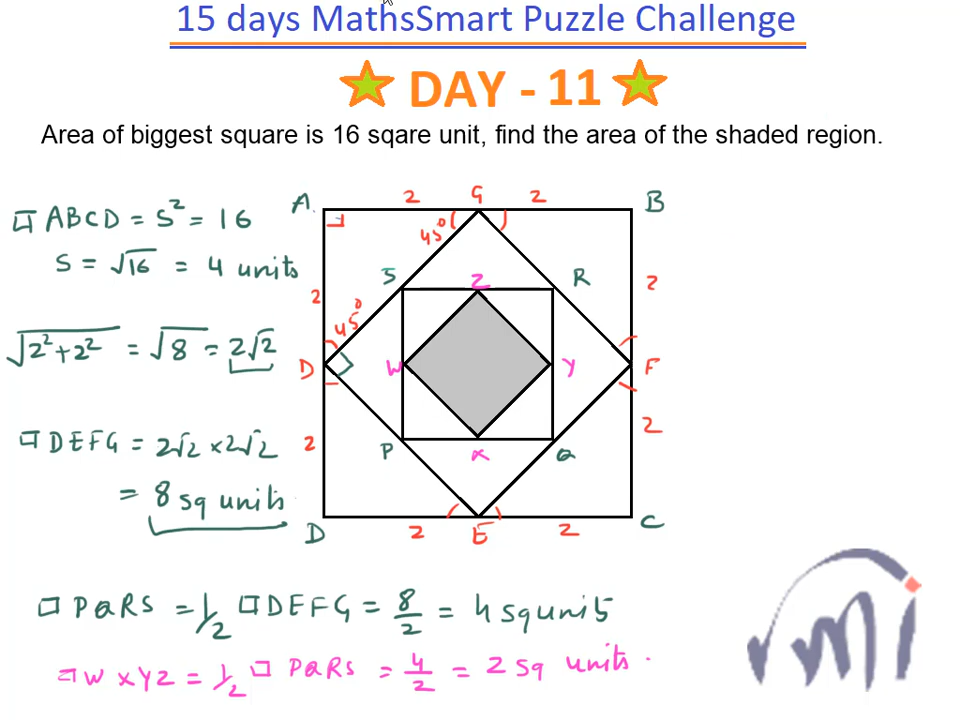 15 days MathsSmart Puzzle Challenge
DAY - 11
Area of biggest square is 16 sqare unit, find the area of the shaded region.
A 2 G 2 B
□ ABCD = S² = 16
45°
S = √16 = 4 units
S Z R
2 2
45°
√2²+2² = √8 = 2√2
D W Y F
□ DEFG = 2√2 × 2√2
2 P X Q 2
= 8 sq units
D 2 E 2 C
□ PQRS = 1/2 □ DEFG = 8/2 = 4 sq units
□ WXYZ = 1/2 □ PQRS = 4/2 = 2 sq units.
vmi